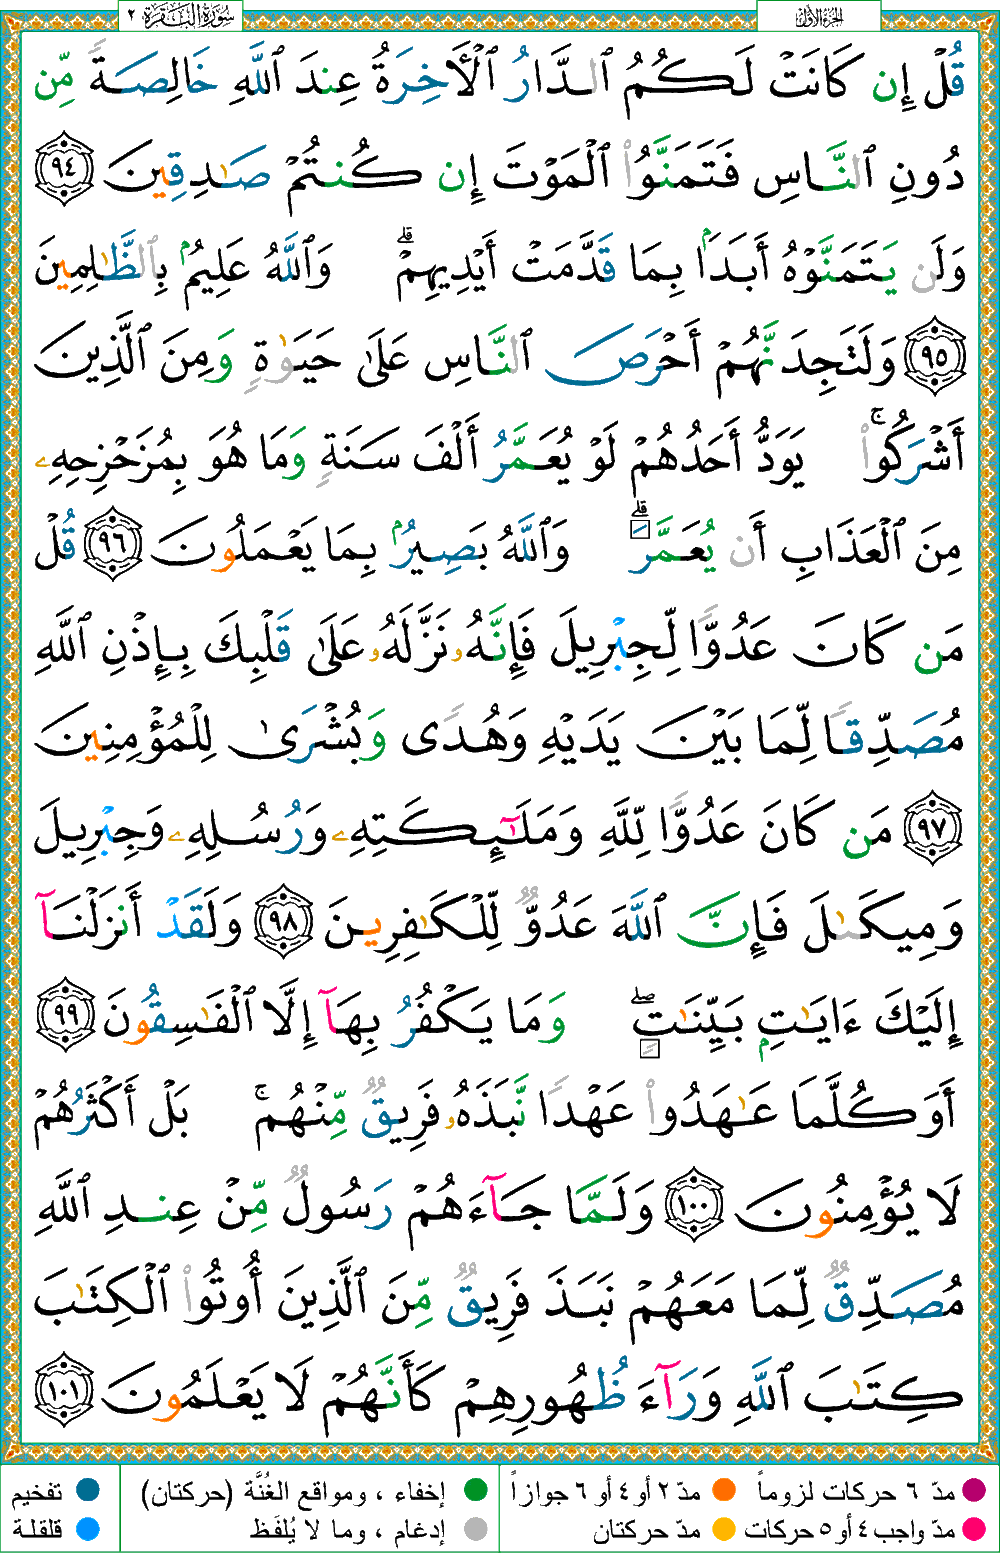 الجزء الأول
سُورَةُ البَقَرَة ٢
قُلۡ إِن كَانَتۡ لَكُمُ ٱلدَّارُ ٱلۡأٓخِرَةُ عِندَ ٱللَّهِ خَالِصَةٗ مِّن
دُونِ ٱلنَّاسِ فَتَمَنَّوُاْ ٱلۡمَوۡتَ إِن كُنتُمۡ صَٰدِقِينَ ٩٤
وَلَن يَتَمَنَّوۡهُ أَبَدَۢا بِمَا قَدَّمَتۡ أَيۡدِيهِمۡۚ وَٱللَّهُ عَلِيمُۢ بِٱلظَّٰلِمِينَ
٩٥ وَلَتَجِدَنَّهُمۡ أَحۡرَصَ ٱلنَّاسِ عَلَىٰ حَيَوٰةٖ وَمِنَ ٱلَّذِينَ
أَشۡرَكُواْۚ يَوَدُّ أَحَدُهُمۡ لَوۡ يُعَمَّرُ أَلۡفَ سَنَةٖ وَمَا هُوَ بِمُزَحۡزِحِهِۦ
مِنَ ٱلۡعَذَابِ أَن يُعَمَّرَۗ وَٱللَّهُ بَصِيرُۢ بِمَا يَعۡمَلُونَ ٩٦ قُلۡ
مَن كَانَ عَدُوّٗا لِّجِبۡرِيلَ فَإِنَّهُۥ نَزَّلَهُۥ عَلَىٰ قَلۡبِكَ بِإِذۡنِ ٱللَّهِ
مُصَدِّقٗا لِّمَا بَيۡنَ يَدَيۡهِ وَهُدٗى وَبُشۡرَىٰ لِلۡمُؤۡمِنِينَ
٩٧ مَن كَانَ عَدُوّٗا لِّلَّهِ وَمَلَٰٓئِكَتِهِۦ وَرُسُلِهِۦ وَجِبۡرِيلَ
وَمِيكَىٰلَ فَإِنَّ ٱللَّهَ عَدُوّٞ لِّلۡكَٰفِرِينَ ٩٨ وَلَقَدۡ أَنزَلۡنَآ
إِلَيۡكَ ءَايَٰتِۭ بَيِّنَٰتٖۖ وَمَا يَكۡفُرُ بِهَآ إِلَّا ٱلۡفَٰسِقُونَ ٩٩
أَوَكُلَّمَا عَٰهَدُواْ عَهۡدٗا نَّبَذَهُۥ فَرِيقٞ مِّنۡهُمۚ بَلۡ أَكۡثَرُهُمۡ
لَا يُؤۡمِنُونَ ١٠٠ وَلَمَّا جَآءَهُمۡ رَسُولٞ مِّنۡ عِندِ ٱللَّهِ
مُصَدِّقٞ لِّمَا مَعَهُمۡ نَبَذَ فَرِيقٞ مِّنَ ٱلَّذِينَ أُوتُواْ ٱلۡكِتَٰبَ
كِتَٰبَ ٱللَّهِ وَرَآءَ ظُهُورِهِمۡ كَأَنَّهُمۡ لَا يَعۡلَمُونَ ١٠١
مدّ ٦ حركات لزوماً مدّ ٢ أو ٤ أو ٦ جوازاً إخفاء ، ومواقع الغُنَّة (حركتان) تفخيم
مدّ واجب ٤ أو ٥ حركات مدّ حركتان إدغام ، وما لا يُلفَظ قلقلة